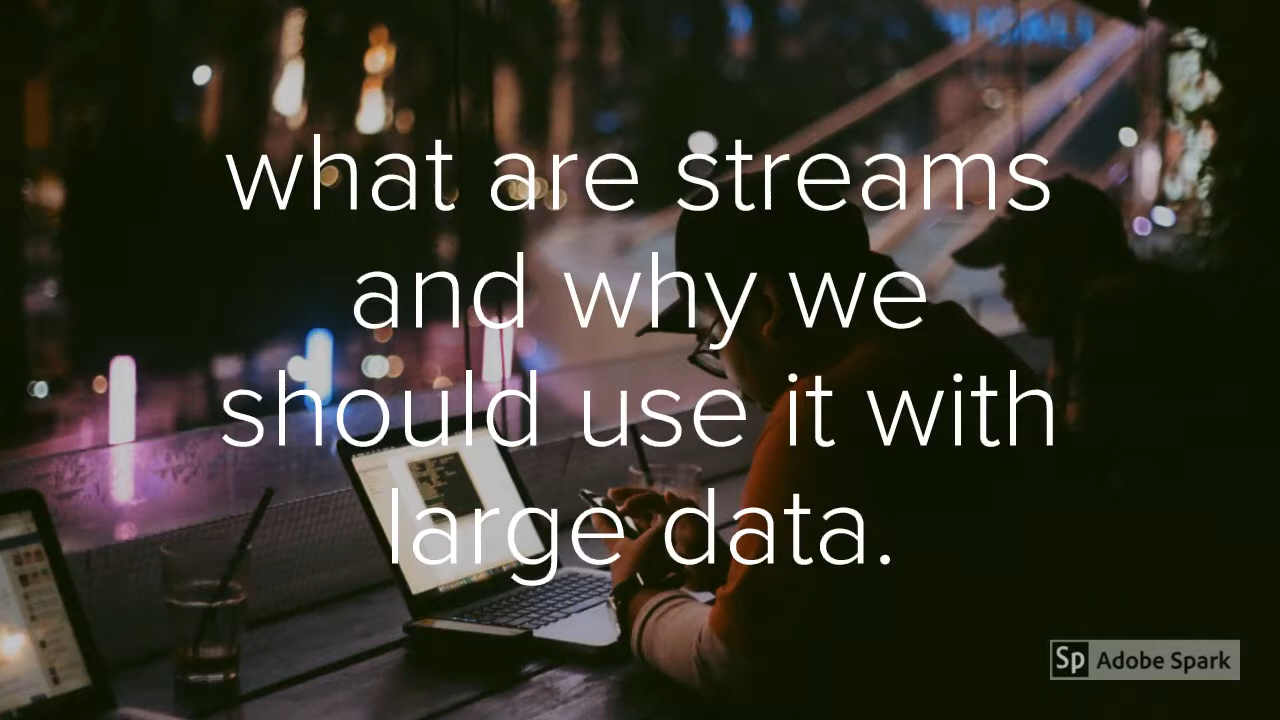 what are streams
and why we
should use it with
large data.
Sp Adobe Spark